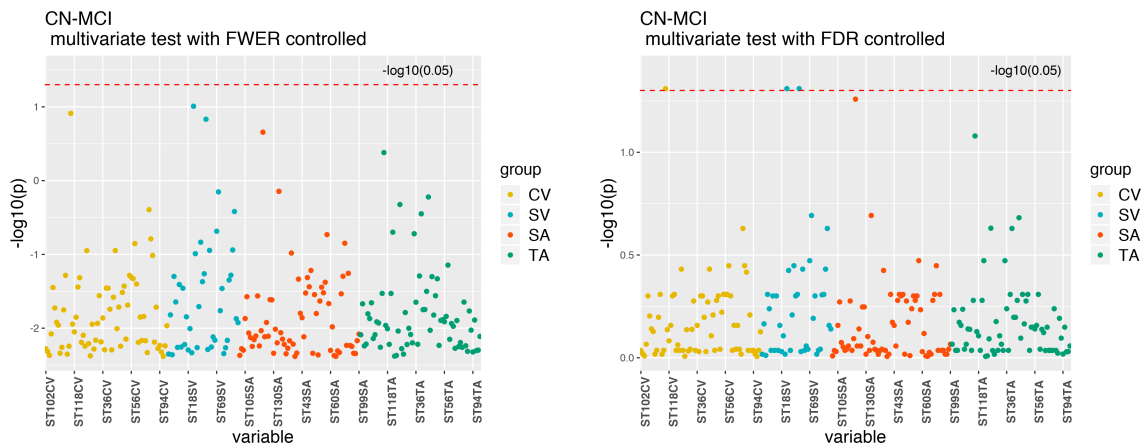 CN-MCI
multivariate test with FWER controlled
-log10(0.05)
1
0
-1
-2
-log10(p)
ST102CV
ST118CV
ST36CV
ST56CV
ST94CV
ST18SV
ST69SV
ST105SA
ST130SA
ST43SA
ST60SA
ST99SA
ST118TA
ST36TA
ST56TA
ST94TA
variable
group
CV
SV
SA
TA
CN-MCI
multivariate test with FDR controlled
-log10(0.05)
1.0
0.5
0.0
-log10(p)
ST102CV
ST118CV
ST36CV
ST56CV
ST94CV
ST18SV
ST69SV
ST105SA
ST130SA
ST43SA
ST60SA
ST99SA
ST118TA
ST36TA
ST56TA
ST94TA
variable
group
CV
SV
SA
TA